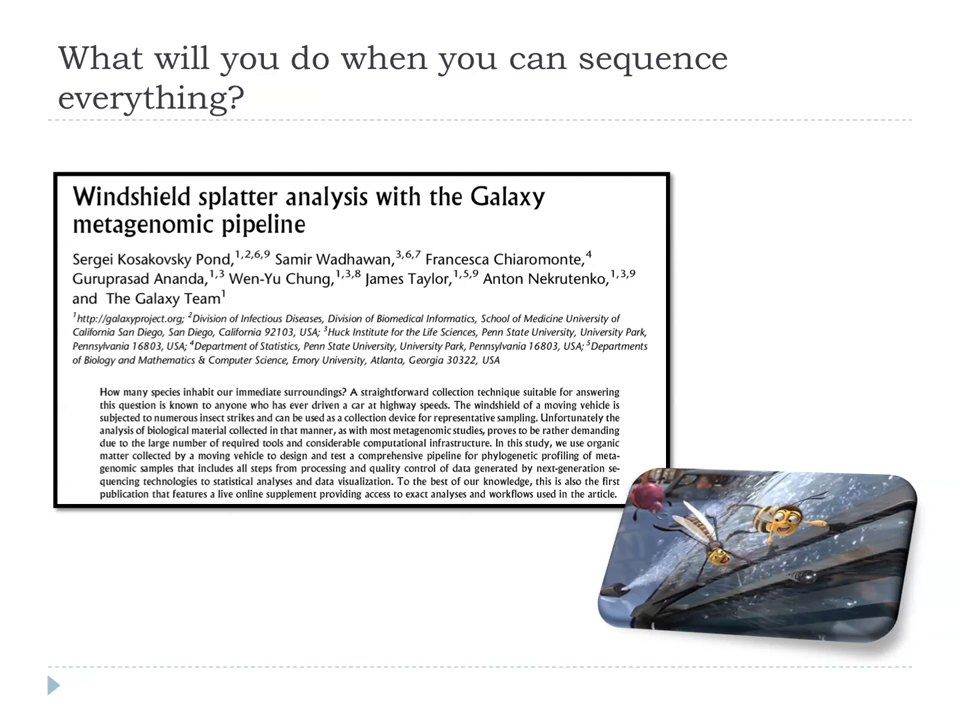 What will you do when you can sequence
everything?
Windshield splatter analysis with the Galaxy
metagenomic pipeline
Sergei Kosakovsky Pond,1,2,6,9 Samir Wadhawan,3,6,7 Francesca Chiaromonte,4
Guruprasad Ananda,1,3 Wen-Yu Chung,1,3,8 James Taylor,1,5,9 Anton Nekrutenko,1,3,9
and The Galaxy Team1
1http://galaxyproject.org; 2Division of Infectious Diseases, Division of Biomedical Informatics, School of Medicine University of
California San Diego, San Diego, California 92103, USA; 3Huck Institute for the Life Sciences, Penn State University, University Park,
Pennsylvania 16803, USA; 4Department of Statistics, Penn State University, University Park, Pennsylvania 16803, USA; 5Departments
of Biology and Mathematics & Computer Science, Emory University, Atlanta, Georgia 30322, USA
How many species inhabit our immediate surroundings? A straightforward collection technique suitable for answering
this question is known to anyone who has ever driven a car at highway speeds. The windshield of a moving vehicle is
subjected to numerous insect strikes and can be used as a collection device for representative sampling. Unfortunately the
analysis of biological material collected in that manner, as with most metagenomic studies, proves to be rather demanding
due to the large number of required tools and considerable computational infrastructure. In this study, we use organic
matter collected by a moving vehicle to design and test a comprehensive pipeline for phylogenetic profiling of meta-
genomic samples that includes all steps from processing and quality control of data generated by next-generation se-
quencing technologies to statistical analyses and data visualization. To the best of our knowledge, this is also the first
publication that features a live online supplement providing access to exact analyses and workflows used in the article.